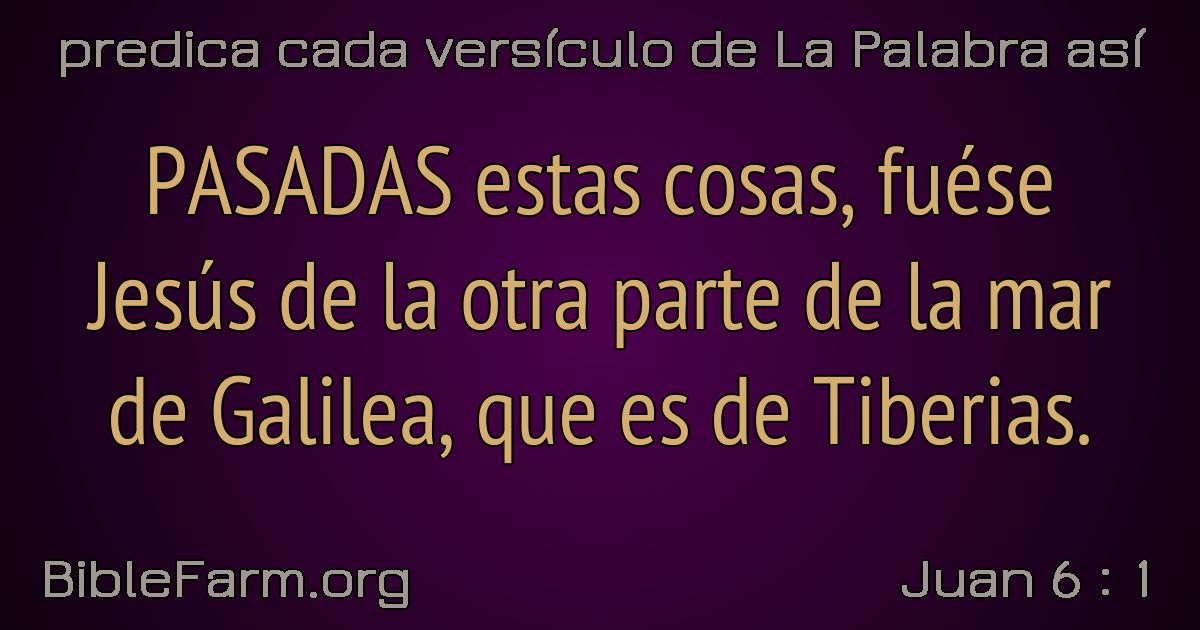 predica cada versículo de La Palabra así
PASADAS estas cosas, fuése
Jesús de la otra parte de la mar
de Galilea, que es de Tiberias.
BibleFarm.org
Juan 6 : 1